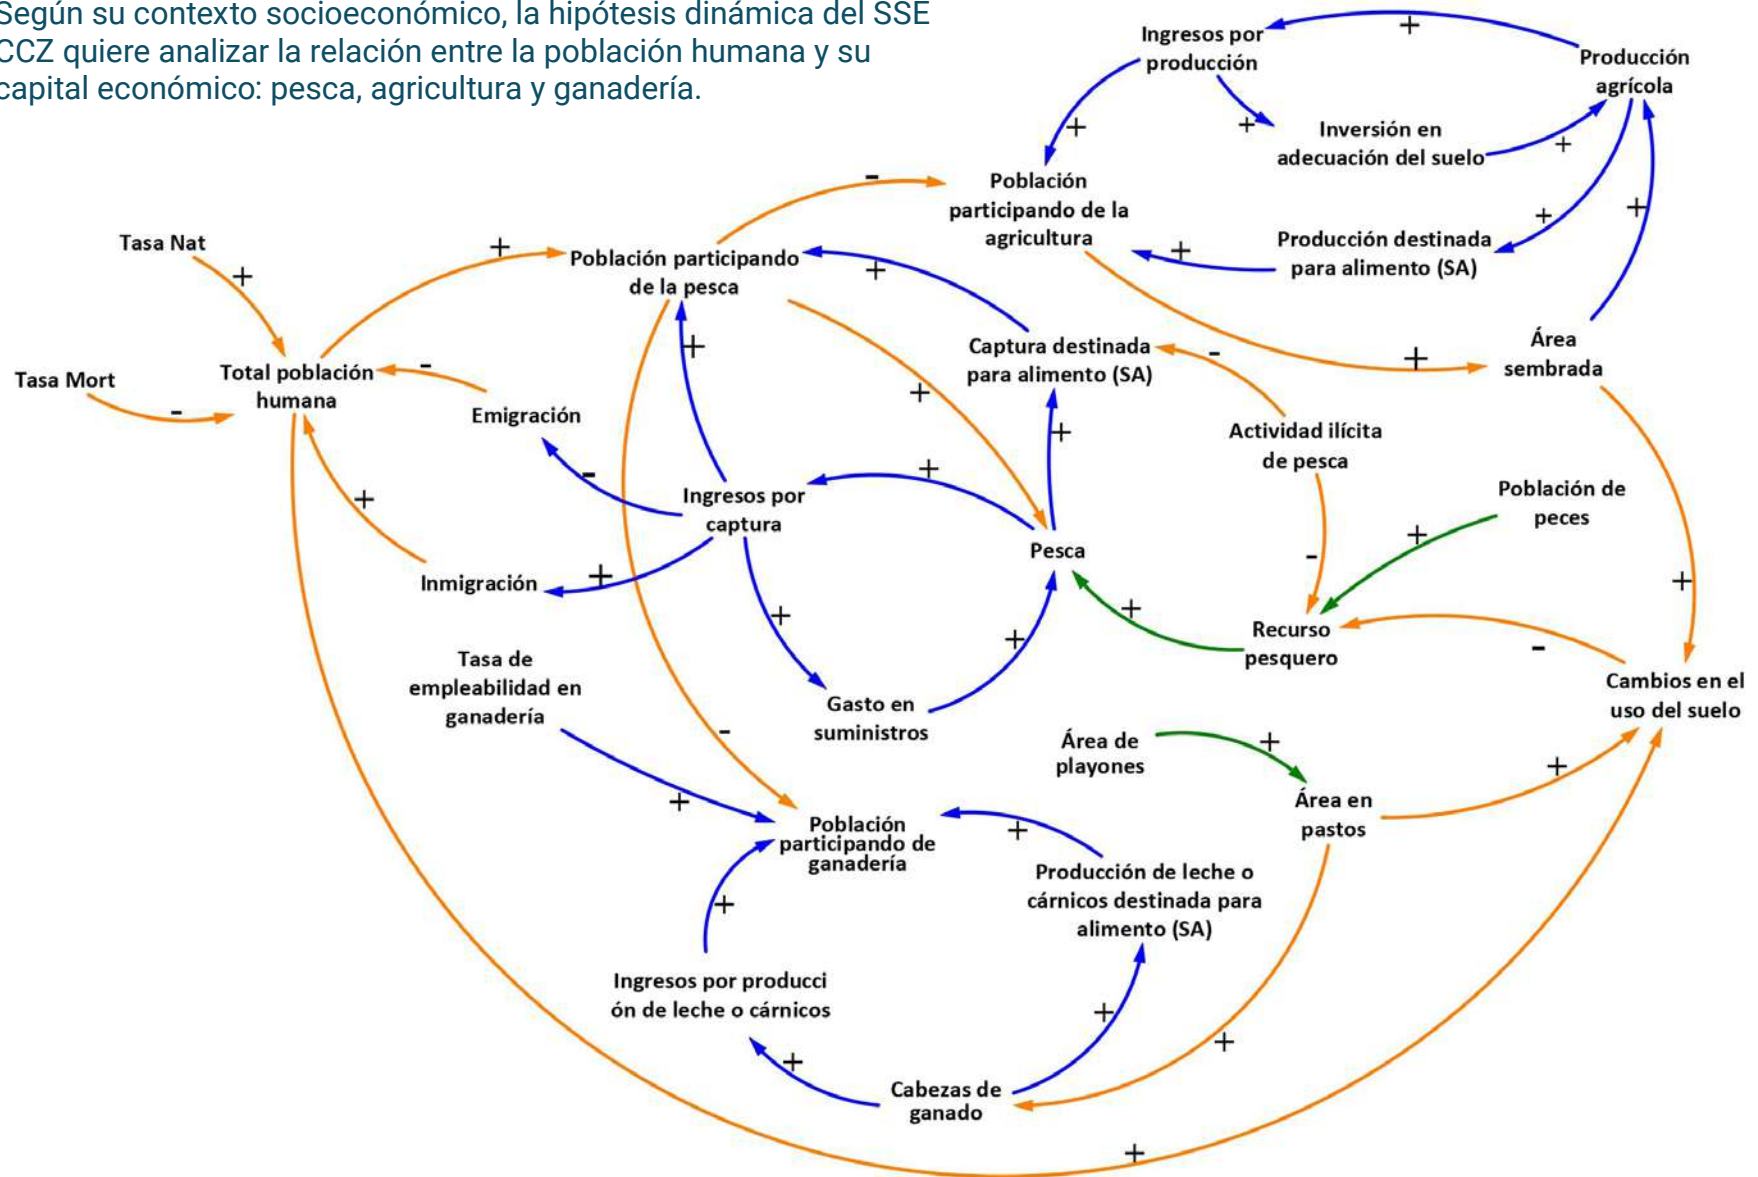 Según su contexto socioeconómico, la hipótesis dinámica del SSE
CCZ quiere analizar la relación entre la población humana y su
capital económico: pesca, agricultura y ganadería.
Ingresos por
producción
+
Producción
agrícola
+
+
Inversión en
adecuación del suelo
+
Población
participando de la
agricultura
-
+
+
Producción destinada
para alimento (SA)
+
Tasa Nat
+
+
Población participando
de la pesca
+
Área
sembrada
+
Captura destinada
para alimento (SA)
-
+
Tasa Mort
-
Total población
humana
-
Emigración
+
+
Actividad ilícita
de pesca
-
Ingresos por
captura
+
+
Población de
peces
+
+
Inmigración
+
Pesca
-
+
+
+
+
Recurso
pesquero
-
Cambios en el
uso del suelo
Tasa de
empleabilidad en
ganadería
Gasto en
suministros
-
Área de
playones
+
+
+
Área en
pastos
Población
participando de
ganadería
+
Producción de leche o
cárnicos destinada para
alimento (SA)
+
Ingresos por producci
ón de leche o cárnicos
+
+
+
Cabezas de
ganado
+